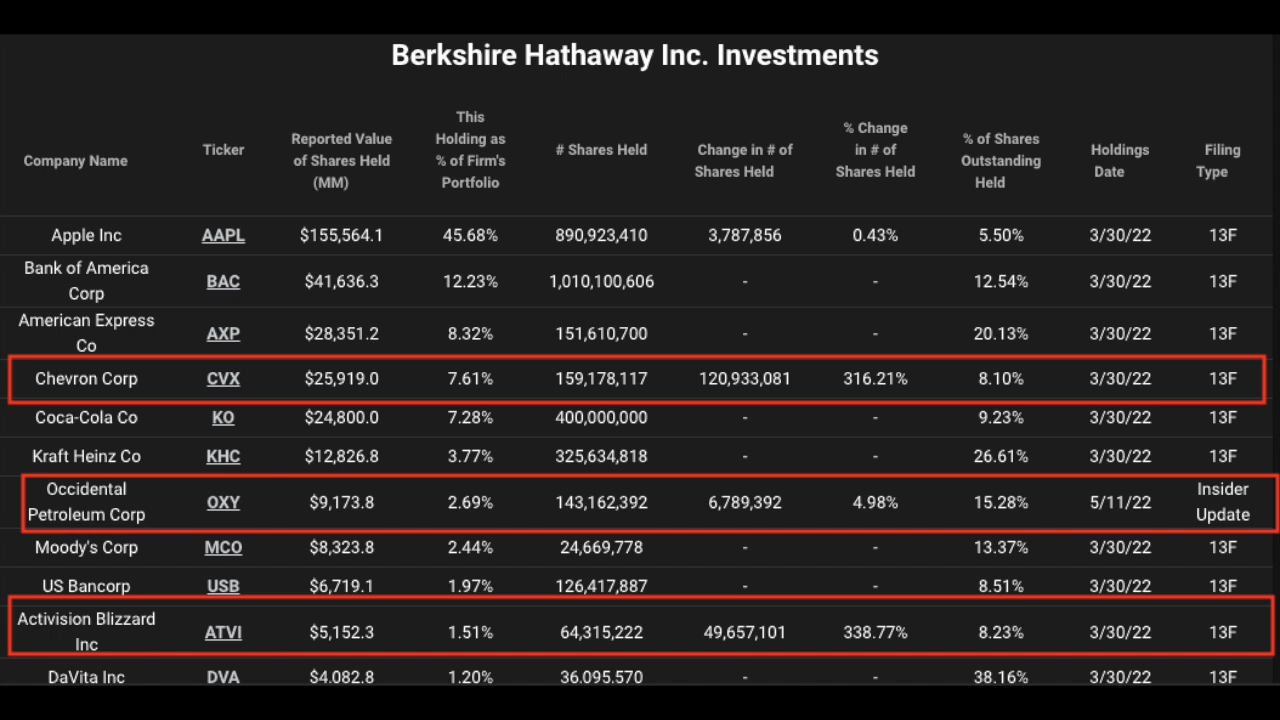 Berkshire Hathaway Inc. Investments
Company Name
Ticker
Reported Value
of Shares Held
(MM)
This
Holding as
% of Firm's
Portfolio
# Shares Held
Change in # of
Shares Held
% Change
in # of
Shares Held
% of Shares
Outstanding
Held
Holdings
Date
Filing
Type
Apple Inc AAPL $155,564.1 45.68% 890,923,410 3,787,856 0.43% 5.50% 3/30/22 13F
Bank of America
Corp
BAC $41,636.3 12.23% 1,010,100,606 - - 12.54% 3/30/22 13F
American Express
Co
AXP $28,351.2 8.32% 151,610,700 - - 20.13% 3/30/22 13F
Chevron Corp CVX $25,919.0 7.61% 159,178,117 120,933,081 316.21% 8.10% 3/30/22 13F
Coca-Cola Co KO $24,800.0 7.28% 400,000,000 - - 9.23% 3/30/22 13F
Kraft Heinz Co KHC $12,826.8 3.77% 325,634,818 - - 26.61% 3/30/22 13F
Occidental
Petroleum Corp
OXY $9,173.8 2.69% 143,162,392 6,789,392 4.98% 15.28% 5/11/22
Insider
Update
Moody's Corp MCO $8,323.8 2.44% 24,669,778 - - 13.37% 3/30/22 13F
US Bancorp USB $6,719.1 1.97% 126,417,887 - - 8.51% 3/30/22 13F
Activision Blizzard
Inc
ATVI $5,152.3 1.51% 64,315,222 49,657,101 338.77% 8.23% 3/30/22 13F
DaVita Inc DVA $4,082.8 1.20% 36,095,570 - - 38.16% 3/30/22 13F